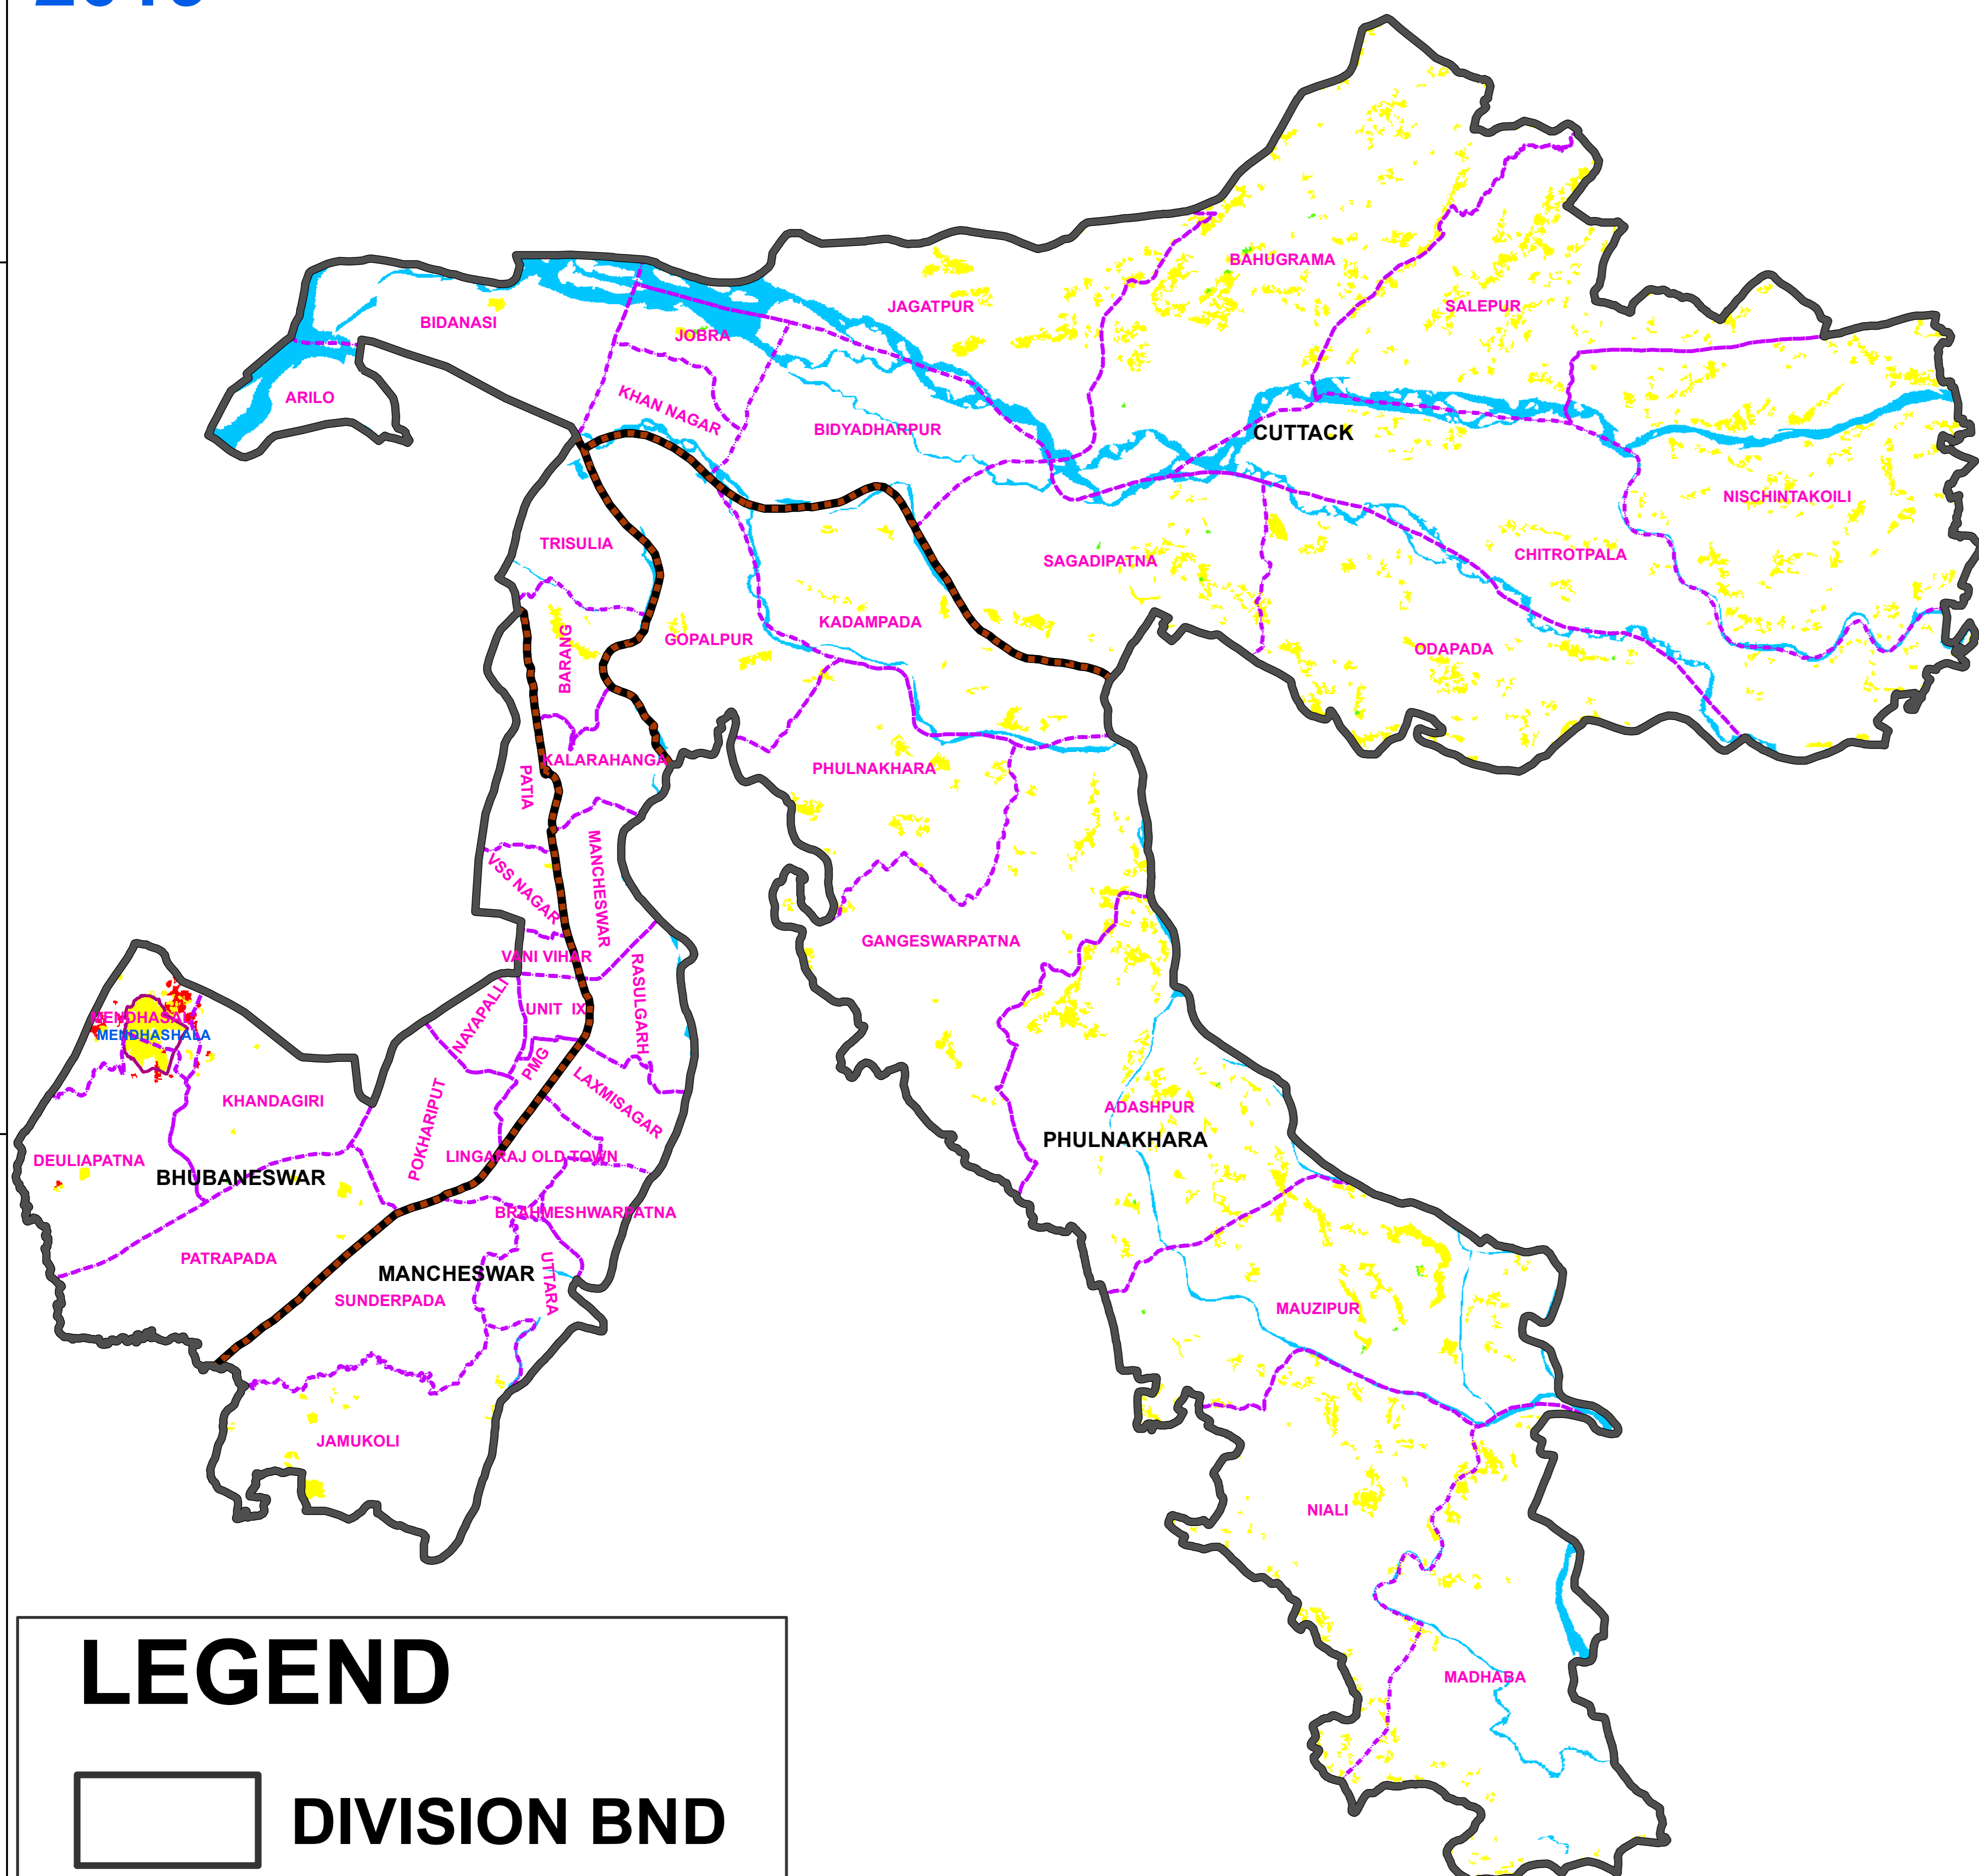 BAHUGRAMA
JAGATPUR
SALEPUR
BIDANASI
JOBRA
ARILO
KHAN NAGAR
BIDYADHARPUR
CUTTACK
NISCHINTAKOILI
TRISULIA
CHITROTPALA
SAGADIPATNA
KADAMPADA
GOPALPUR
BARANG
ODAPADA
KALARAHANGA
PHULNAKHARA
PATIA
MANCHESWAR
VSS NAGAR
GANGESWARPATNA
VANI VIHAR
RASULGARH
NAYAPALLI
UNIT IX
MENDHASAL
MENDHASHALA
PMG
KHANDAGIRI
LAXMISAGAR
ADASHPUR
POKHARIPUT
PHULNAKHARA
LINGARAJ OLD TOWN
DEULIAPATNA
BHUBANESWAR
BRAHMESHWARPATNA
PATRAPADA
MANCHESWAR
UTTARA
SUNDERPADA
MAUZIPUR
JAMUKOLI
NIALI
MADHABA
LEGEND
DIVISION BND